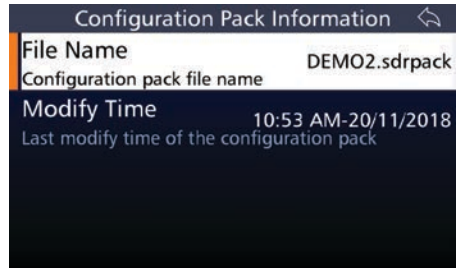 Configuration Pack Information
File Name
DEMO2.sdrpack
Configuration pack file name
Modify Time
10:53 AM-20/11/2018
Last modify time of the configuration pack